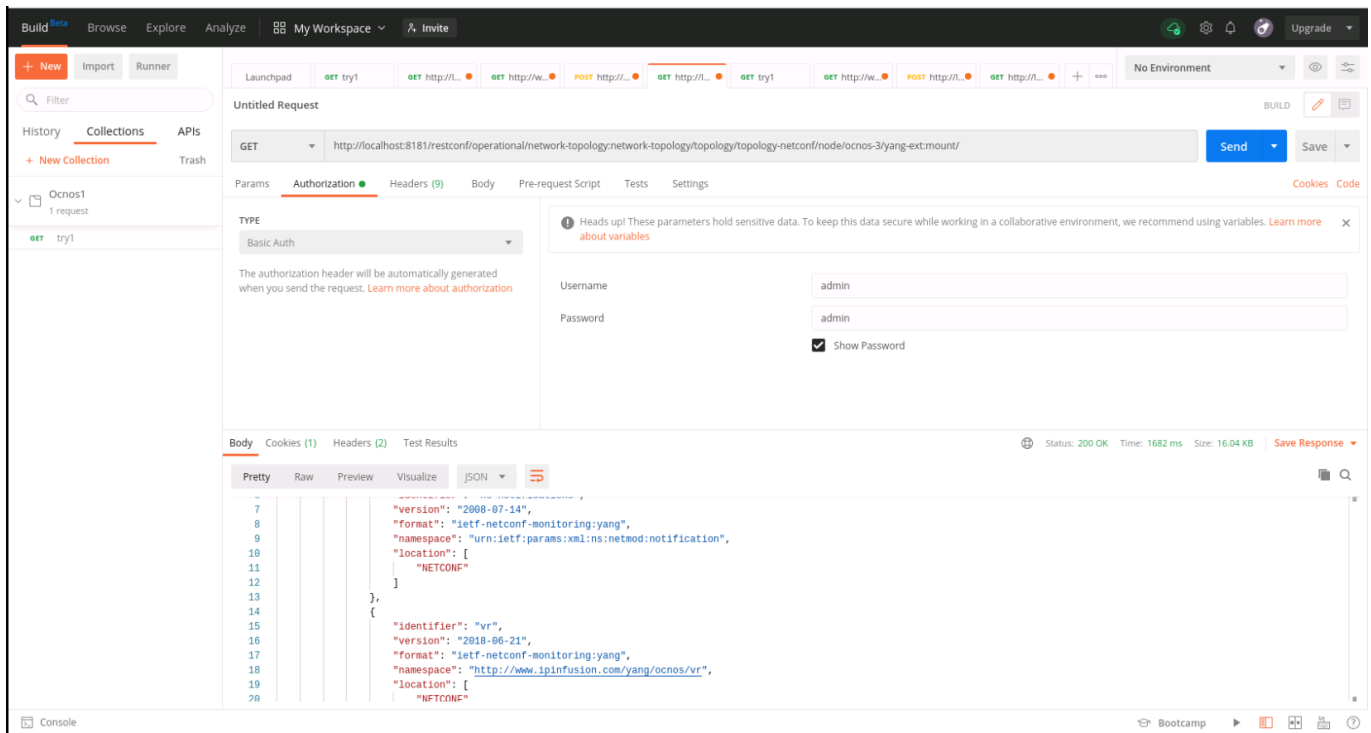 Build Beta Browse Explore Analyze My Workspace Invite Upgrade
+ New Import Runner
Launchpad GET try1 GET http://l... GET http://w... POST http://... GET http://l... GET try1 GET http://w... POST http://l... GET http://l... + ooo No Environment
Filter
Untitled Request BUILD
History Collections APIs
GET http://localhost:8181/restconf/operational/network-topology:network-topology/topology/topology-netconf/node/ocnos-3/yang-ext:mount/ Send Save
+ New Collection Trash
Params Authorization Headers (9) Body Pre-request Script Tests Settings Cookies Code
Ocnos1
1 request
GET try1
TYPE
Basic Auth
The authorization header will be automatically generated
when you send the request. Learn more about authorization
Heads up! These parameters hold sensitive data. To keep this data secure while working in a collaborative environment, we recommend using variables. Learn more
about variables
Username admin
Password admin
Show Password
Body Cookies (1) Headers (2) Test Results Status: 200 OK Time: 1682 ms Size: 16.04 KB Save Response
Pretty Raw Preview Visualize JSON
7 "version": "2008-07-14",
8 "format": "ietf-netconf-monitoring:yang",
9 "namespace": "urn:ietf:params:xml:ns:netmod:notification",
10 "location": [
11 "NETCONF"
12 ]
13 },
14 {
15 "identifier": "vr",
16 "version": "2018-06-21",
17 "format": "ietf-netconf-monitoring:yang",
18 "namespace": "http://www.ipinfusion.com/yang/ocnos/vr",
19 "location": [
20 "NETCONF"
Console Bootcamp